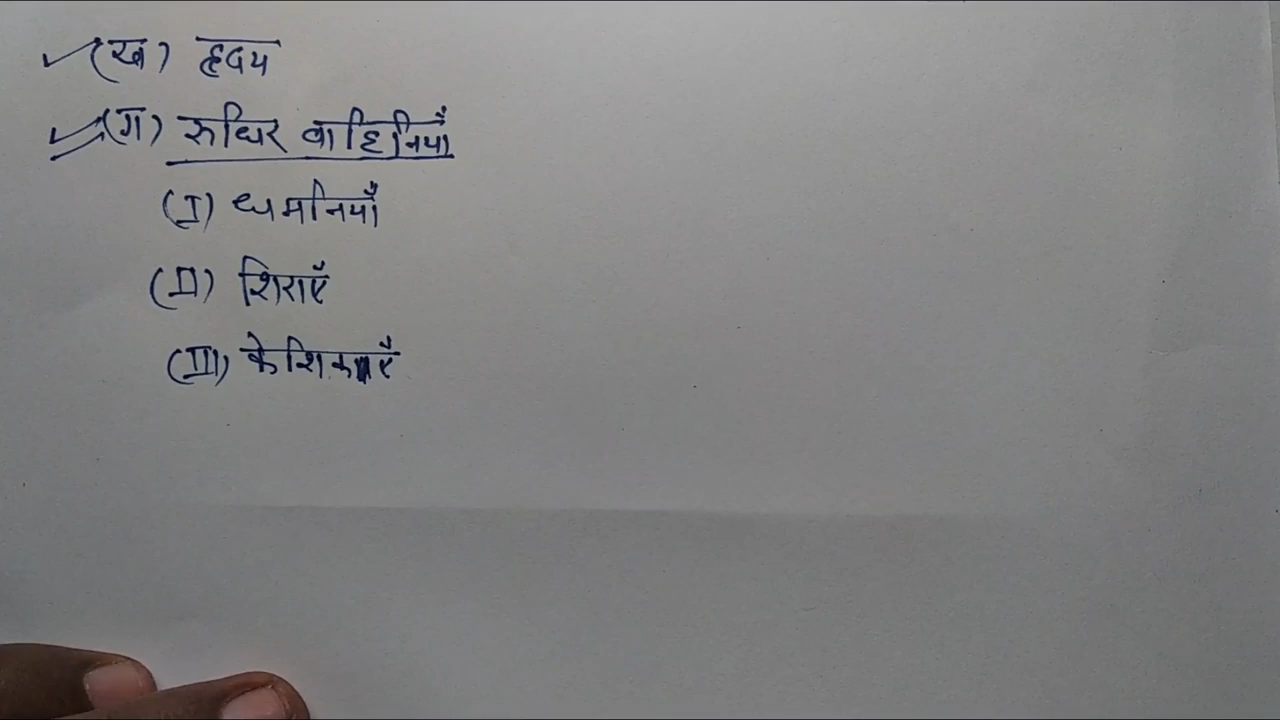 (ख) हृदय
(ग) रुधिर वाहिनियाँ
(I) धमनियाँ
(II) शिराएँ
(III) केशिकाएँ